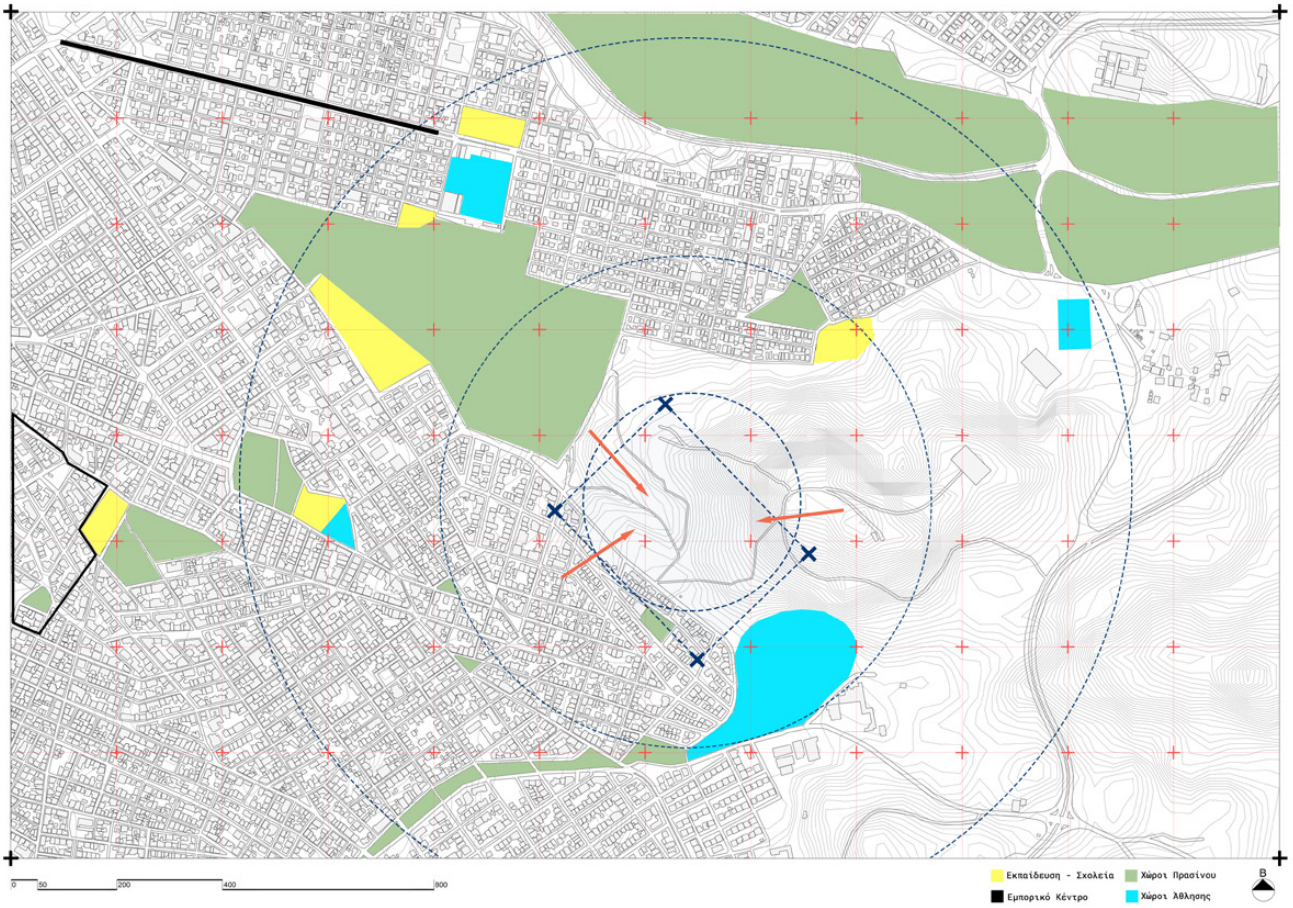 0 50 200 400 800
Εκπαίδευση - Σχολεία
Χώροι Πρασίνου
Β
Εμπορικό Κέντρο
Χώροι Άθλησης